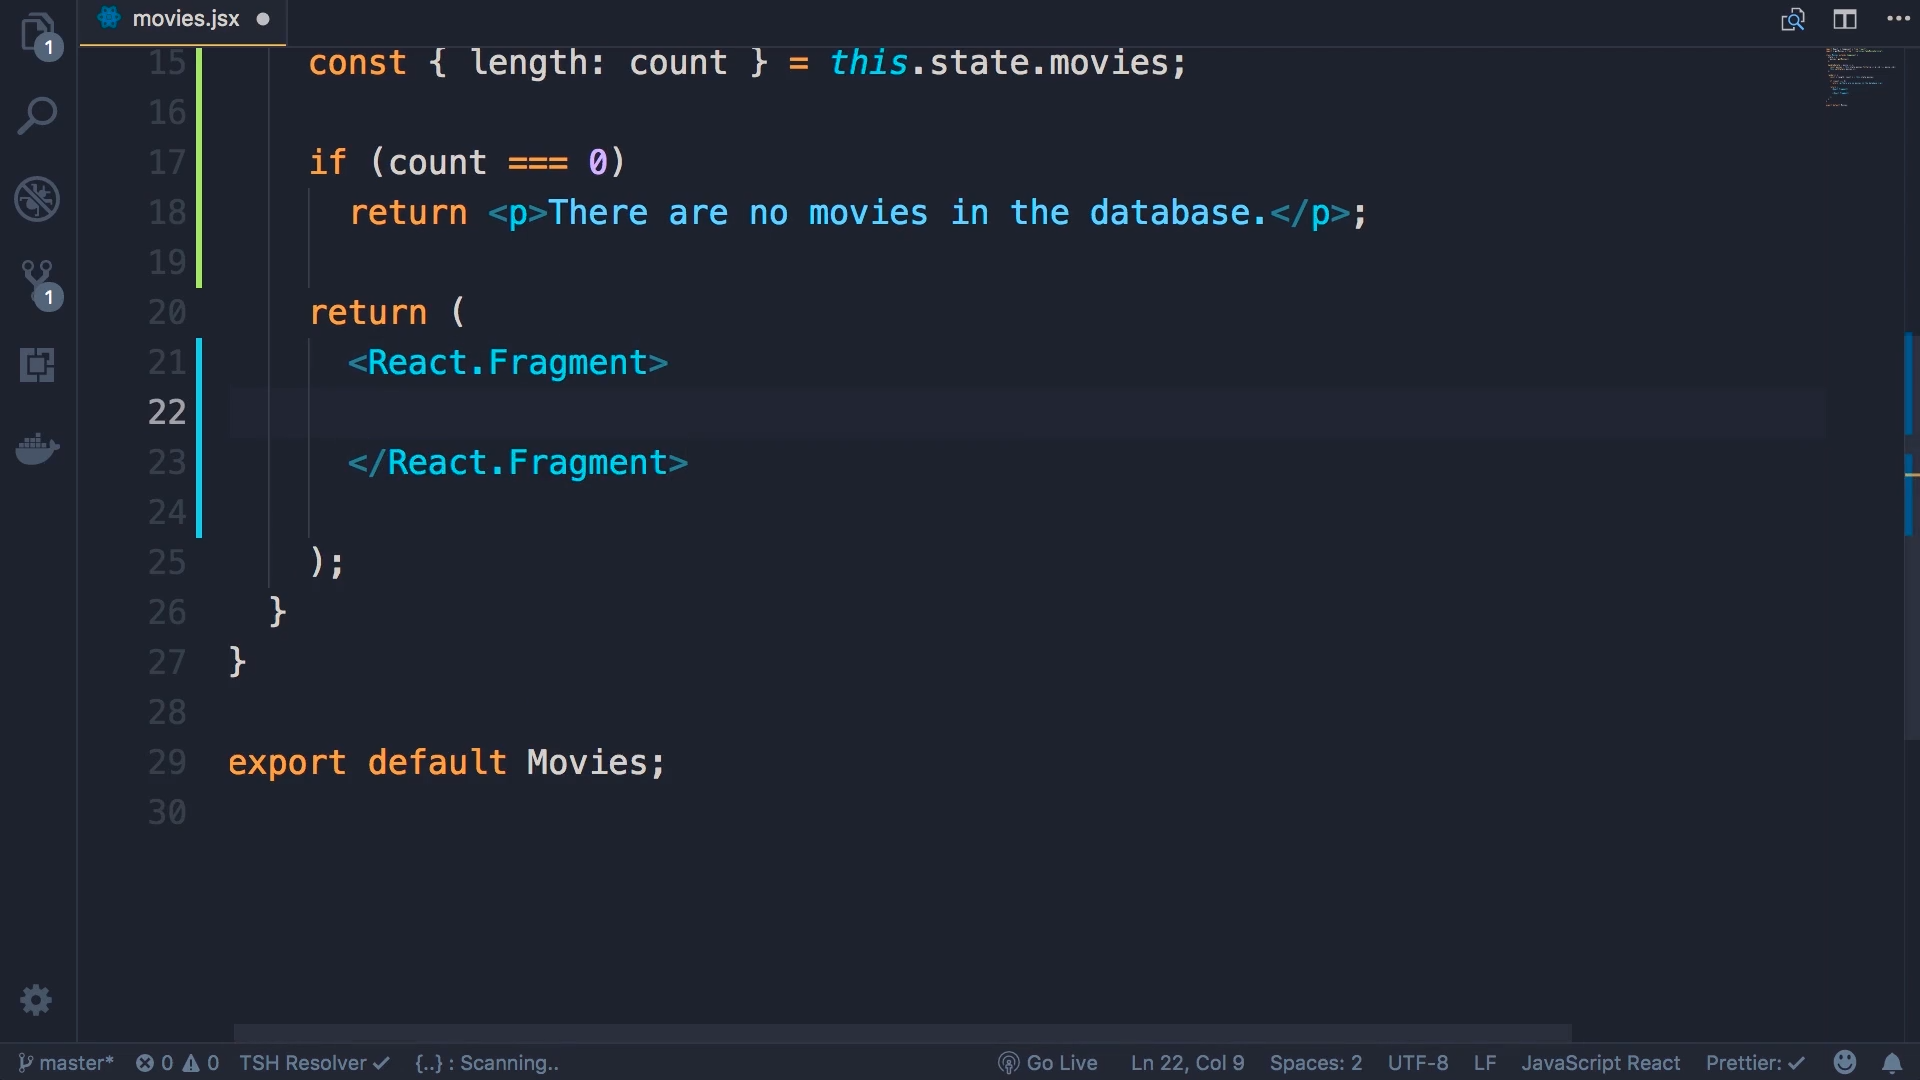 1
movies.jsx
15 const { length: count } = this.state.movies;
16
17 if (count === 0)
18 return <p>There are no movies in the database.</p>;
19
20 return (
21 <React.Fragment>
22
23 </React.Fragment>
24
25 );
26 }
27 }
28
29 export default Movies;
30
1
master* 0 0 TSH Resolver ✓ {..} : Scanning.. Go Live Ln 22, Col 9 Spaces: 2 UTF-8 LF JavaScript React Prettier: ✓